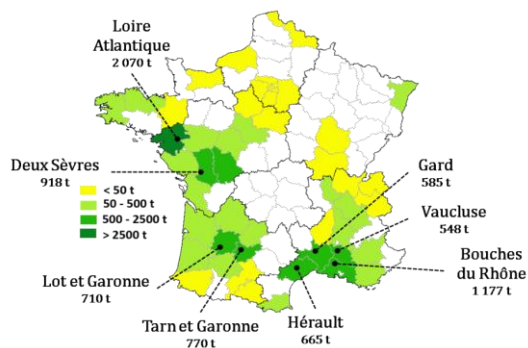 Loire
Atlantique
2 070 t
Deux Sèvres
918 t
< 50 t
50 - 500 t
500 - 2500 t
> 2500 t
Gard
585 t
Vaucluse
548 t
Bouches
du Rhône
1 177 t
Lot et Garonne
710 t
Tarn et Garonne
770 t
Hérault
665 t